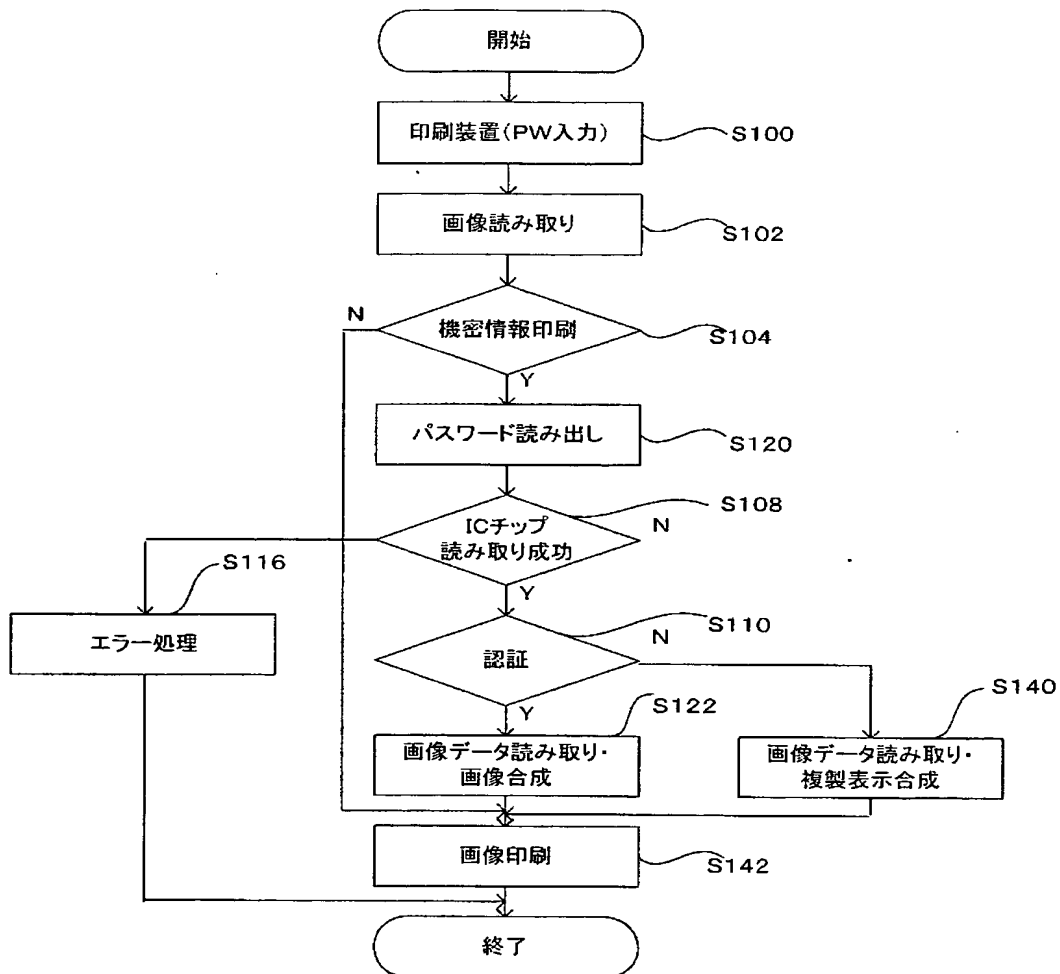 開始
印刷装置(PW入力)
S100
画像読み取り
S102
N
機密情報印刷
S104
Y
パスワード読み出し
S120
S108
N
ICチップ
読み取り成功
S116
Y
エラー処理
S110
N
認証
S140
S122
Y
画像データ読み取り・
画像合成
画像データ読み取り・
複製表示合成
画像印刷
S142
終了